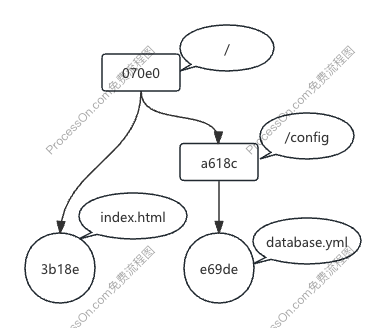 /
070e0
/config
a618c
index.html
database.yml
3b18e
e69de
ProcessOn.com免费流程图
ProcessOn.com免费流程图
ProcessOn.com免费流程图
ProcessOn.com免费流程图